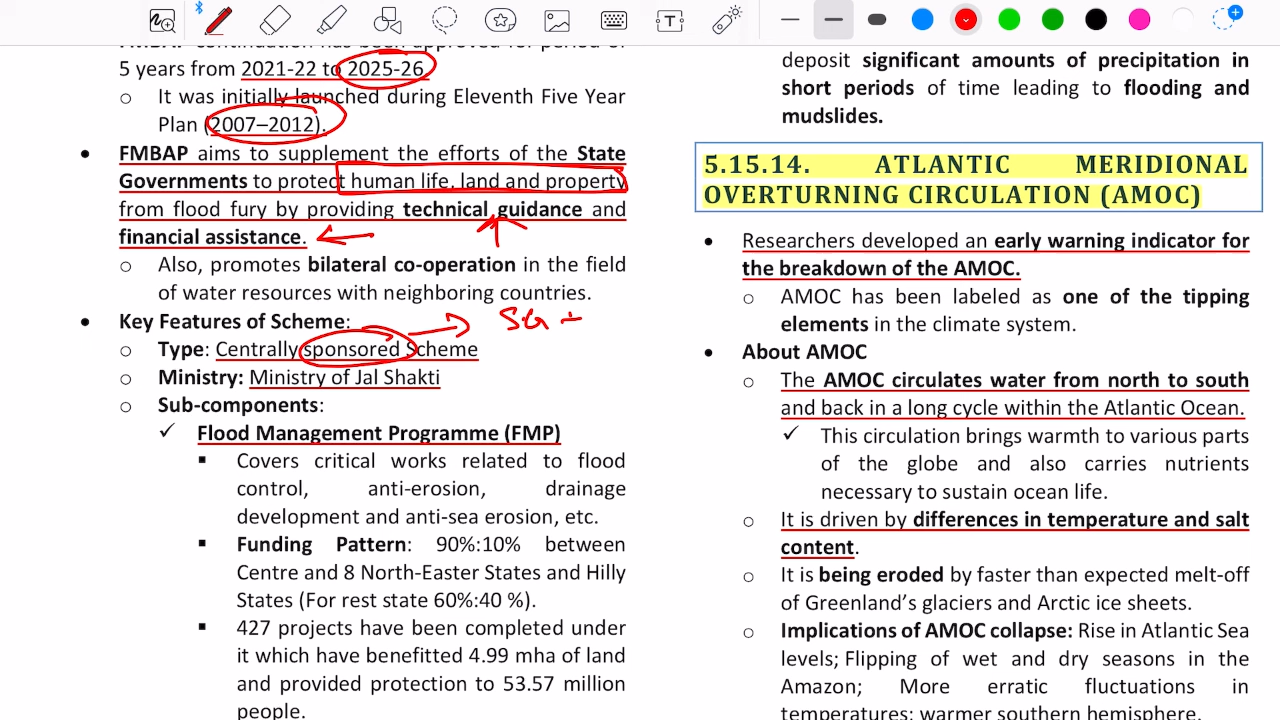 FMBAP continuation has been approved for period of
5 years from 2021-22 to 2025-26
o It was initially launched during Eleventh Five Year
Plan (2007–2012).
• FMBAP aims to supplement the efforts of the State
Governments to protect human life, land and property
from flood fury by providing technical guidance and
financial assistance.
o Also, promotes bilateral co-operation in the field
of water resources with neighboring countries.
• Key Features of Scheme:
SG +
o Type: Centrally sponsored Scheme
o Ministry: Ministry of Jal Shakti
o Sub-components:
✓ Flood Management Programme (FMP)
▪ Covers critical works related to flood
control, anti-erosion, drainage
development and anti-sea erosion, etc.
▪ Funding Pattern: 90%:10% between
Centre and 8 North-Easter States and Hilly
States (For rest state 60%:40 %).
▪ 427 projects have been completed under
it which have benefitted 4.99 mha of land
and provided protection to 53.57 million
people.
deposit significant amounts of precipitation in
short periods of time leading to flooding and
mudslides.
5.15.14. ATLANTIC MERIDIONAL
OVERTURNING CIRCULATION (AMOC)
• Researchers developed an early warning indicator for
the breakdown of the AMOC.
o AMOC has been labeled as one of the tipping
elements in the climate system.
• About AMOC
o The AMOC circulates water from north to south
and back in a long cycle within the Atlantic Ocean.
✓ This circulation brings warmth to various parts
of the globe and also carries nutrients
necessary to sustain ocean life.
o It is driven by differences in temperature and salt
content.
o It is being eroded by faster than expected melt-off
of Greenland’s glaciers and Arctic ice sheets.
o Implications of AMOC collapse: Rise in Atlantic Sea
levels; Flipping of wet and dry seasons in the
Amazon; More erratic fluctuations in
temperatures; warmer southern hemisphere.